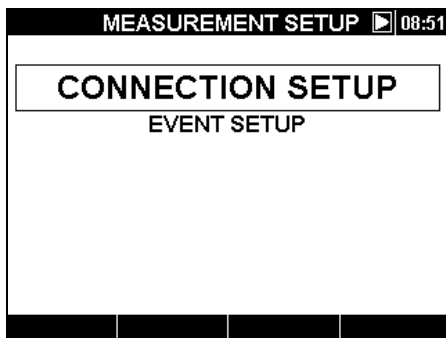 MEASUREMENT SETUP 08:51
CONNECTION SETUP
EVENT SETUP